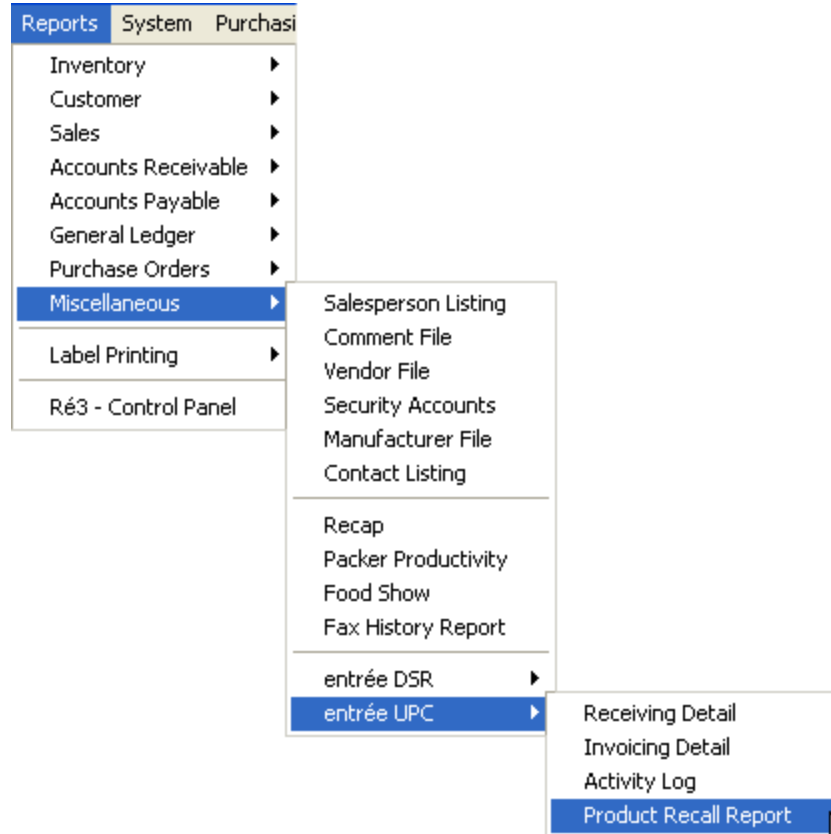 Reports System Purchasi
Inventory
Customer
Sales
Accounts Receivable
Accounts Payable
General Ledger
Purchase Orders
Miscellaneous
Label Printing
Ré3 - Control Panel
Salesperson Listing
Comment File
Vendor File
Security Accounts
Manufacturer File
Contact Listing
Recap
Packer Productivity
Food Show
Fax History Report
entrée DSR
entrée UPC
Receiving Detail
Invoicing Detail
Activity Log
Product Recall Report